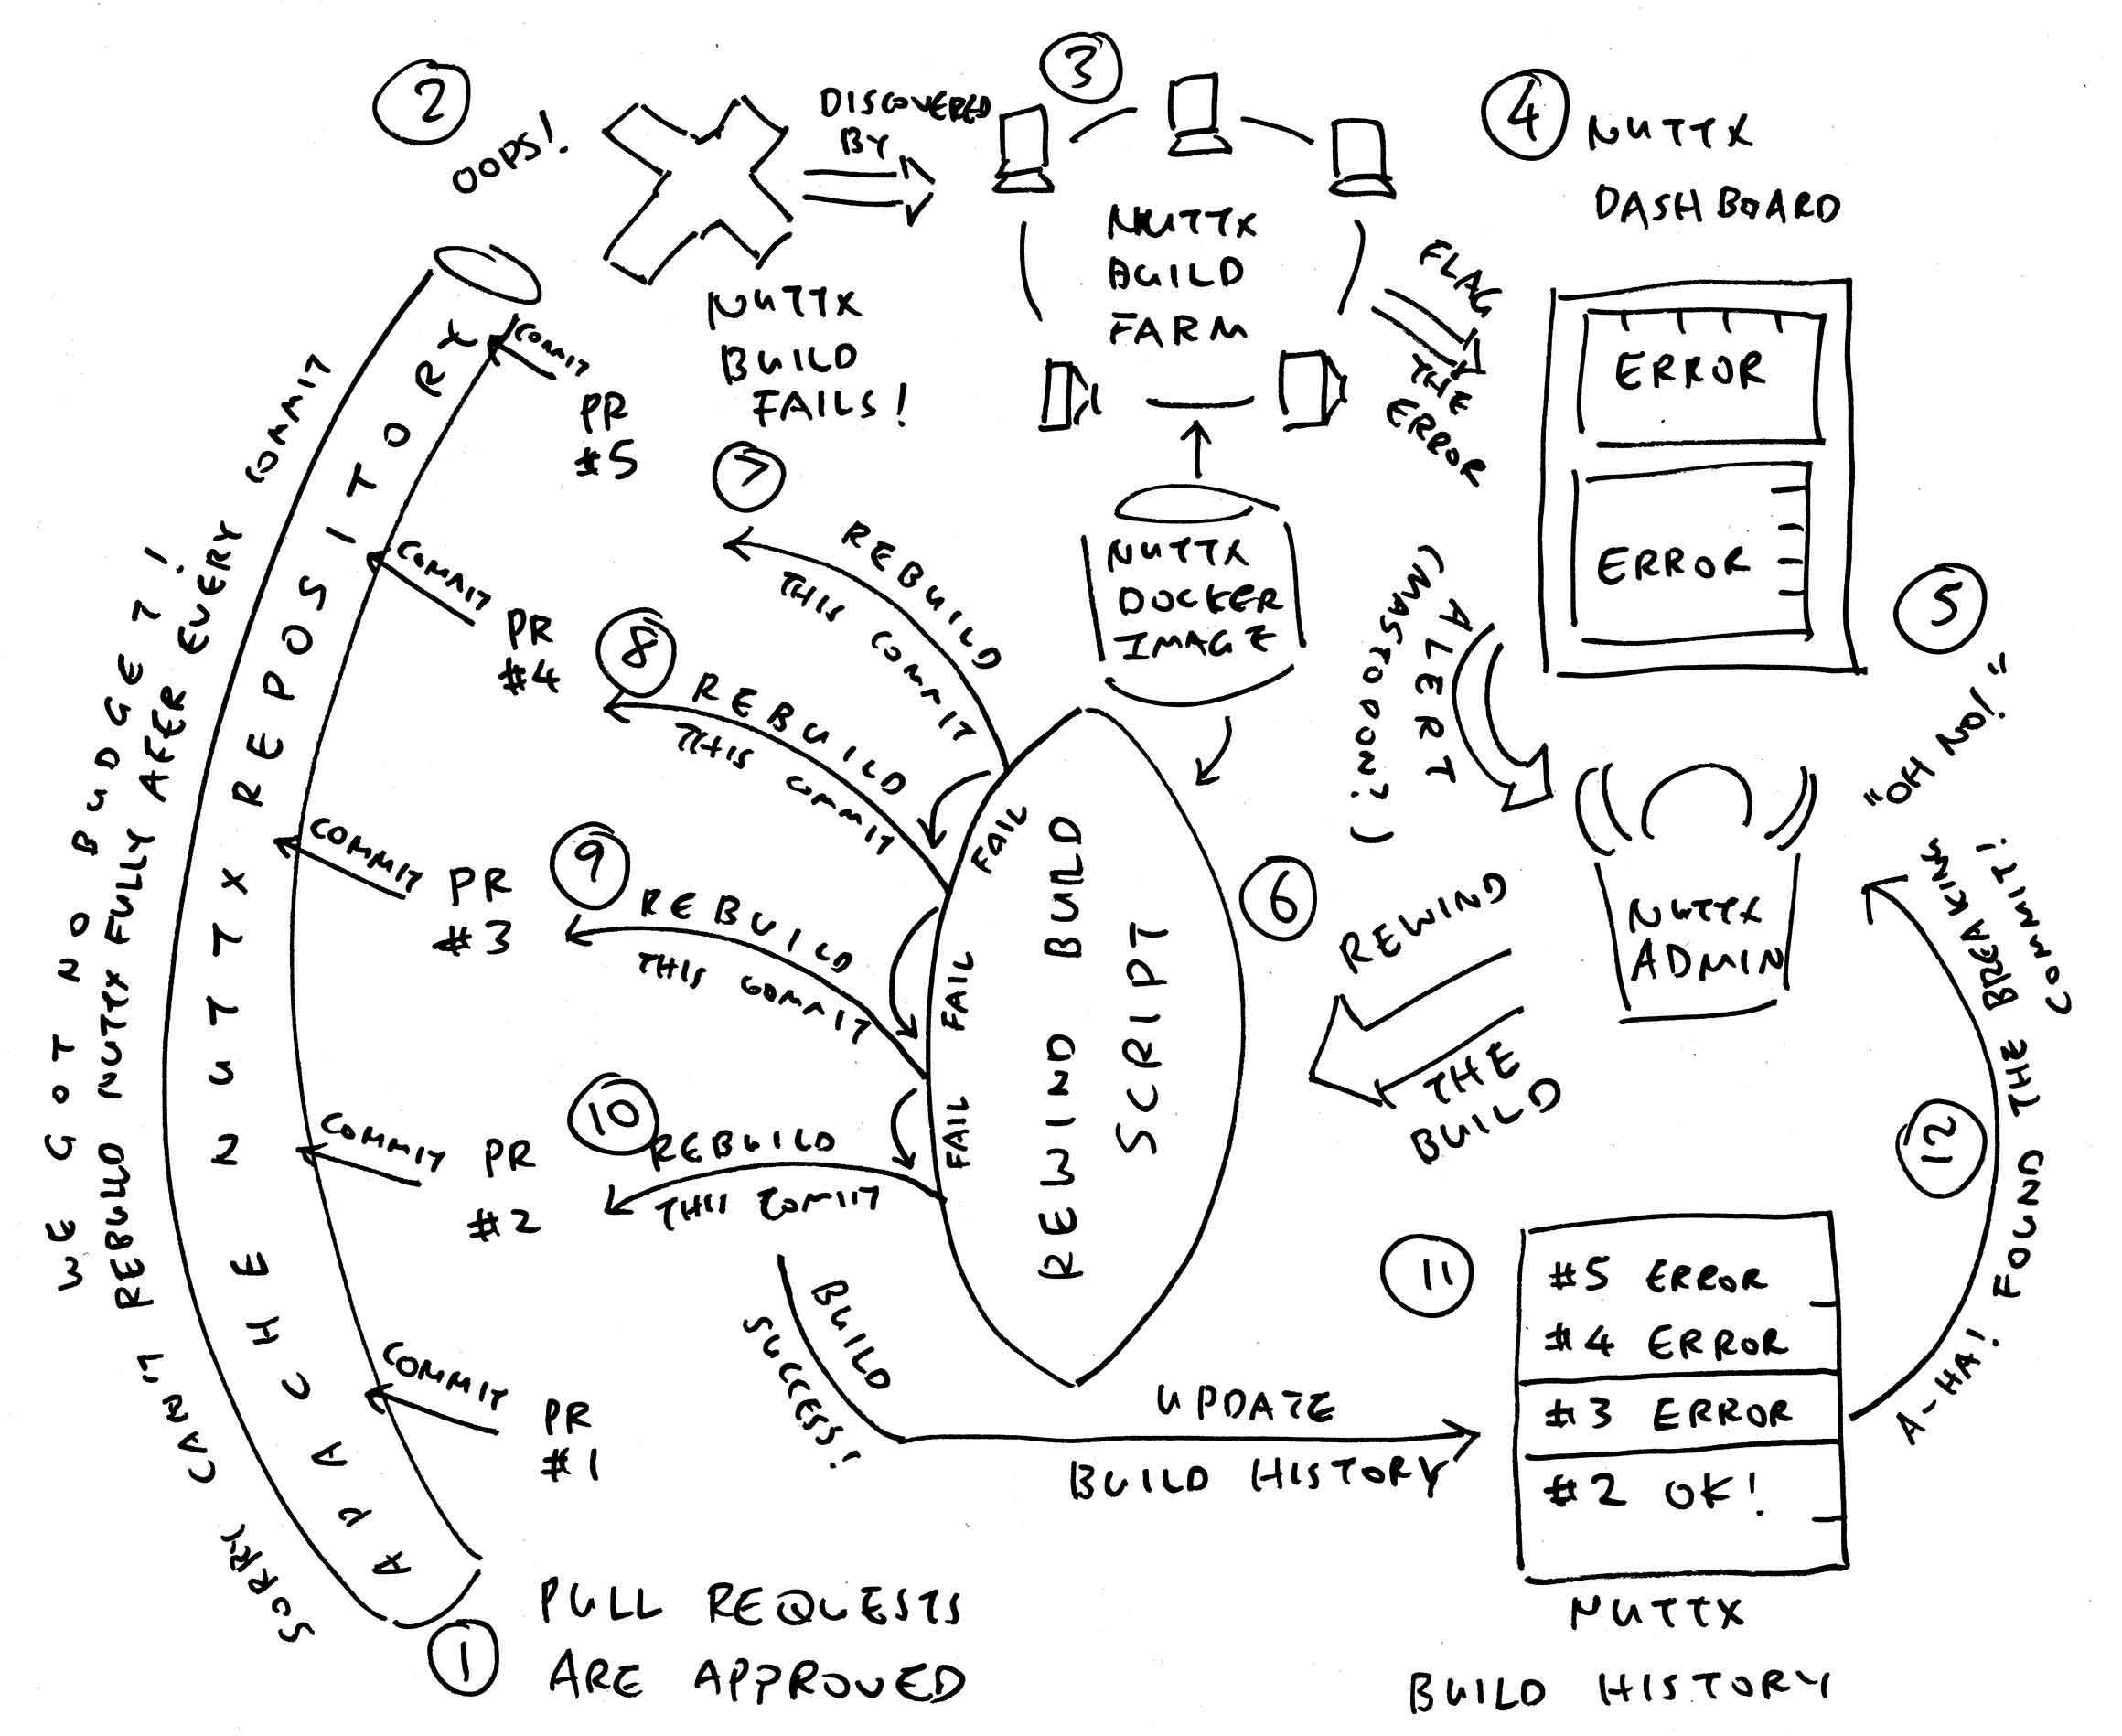 2
OOPS!
NUTTX
BUILD
FAILS!
DISCOVERED
BY
3
NUTTX
BUILD
FARM
FLAG
THE
ERROR
4
NUTTX
DASHBOARD
ERROR
ERROR
NUTTX
DOCKER
IMAGE
ALERT
(MASTODON?)
5
"OH NO!"
NUTTX
ADMIN
6
REWIND
THE
BUILD
REWIND BUILD
SCRIPT
7
REBUILD
THIS COMMIT
FAIL
8
REBUILD
THIS COMMIT
FAIL
9
REBUILD
THIS COMMIT
FAIL
10
REBUILD
THIS COMMIT
BUILD
SUCCESS!
UPDATE
BUILD HISTORY
11
#5 ERROR
#4 ERROR
#3 ERROR
#2 OK!
NUTTX
BUILD HISTORY
12
A-HA! FOUND THE BREAKING
COMMIT!
APACHE NUTTX REPOSITORY
COMMIT
PR
#5
COMMIT
PR
#4
COMMIT
PR
#3
COMMIT
PR
#2
COMMIT
PR
#1
1
PULL REQUESTS
ARE APPROVED
SORRY CAN'T REBUILD NUTTX FULLY AFER EVERY COMMIT
WE GOT NO BUDGET!